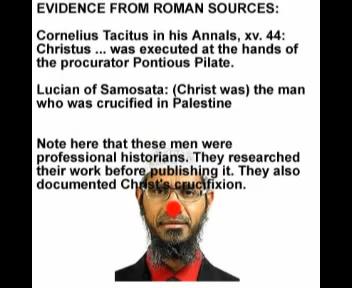 EVIDENCE FROM ROMAN SOURCES:
Cornelius Tacitus in his Annals, xv. 44:
Christus ... was executed at the hands of
the procurator Pontious Pilate.
Lucian of Samosata: (Christ was) the man
who was crucified in Palestine
Note here that these men were
professional historians. They researched
their work before publishing it. They also
documented Christ's crucifixion.